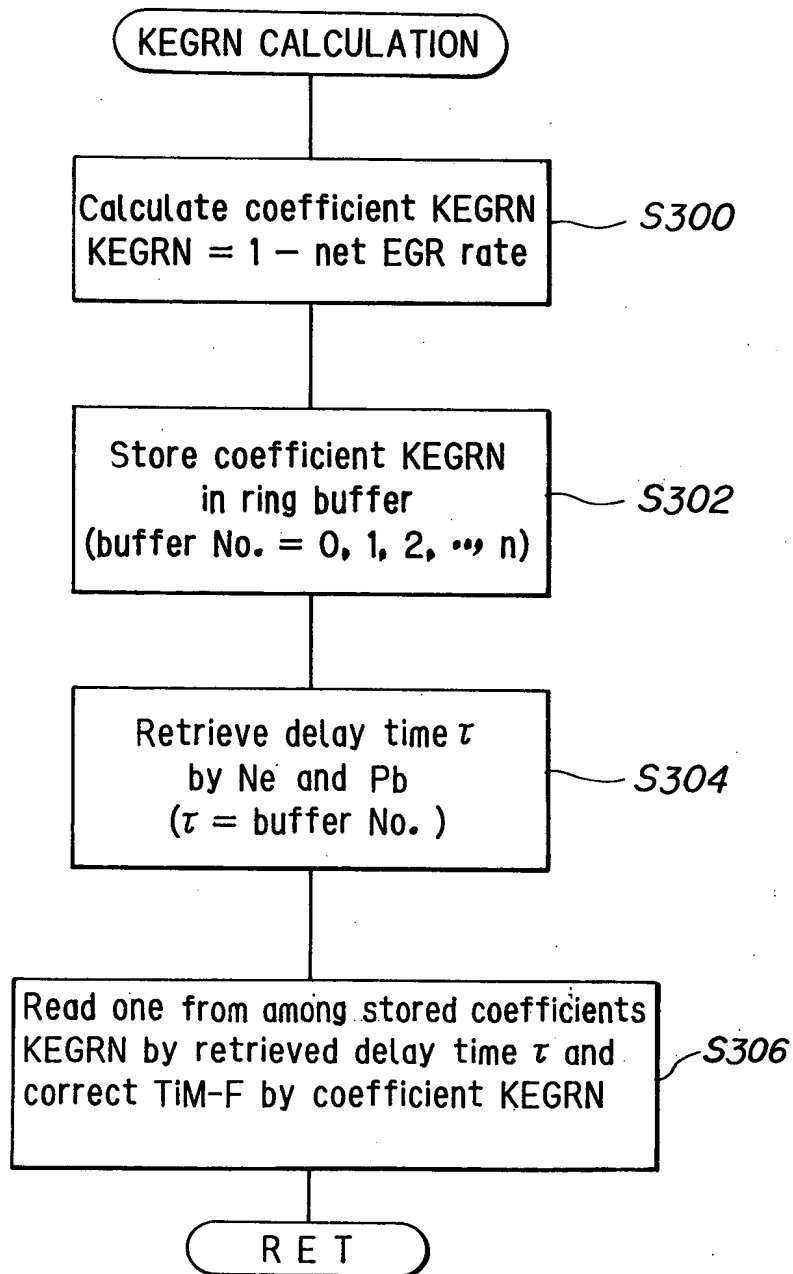 KEGRN CALCULATION
Calculate coefficient KEGRN
KEGRN = 1 – net EGR rate
S300
Store coefficient KEGRN
in ring buffer
(buffer No. = 0, 1, 2, ··, n)
S302
Retrieve delay time τ
by Ne and Pb
(τ = buffer No. )
S304
Read one from among stored coefficients
KEGRN by retrieved delay time τ and
correct TiM-F by coefficient KEGRN
S306
R E T